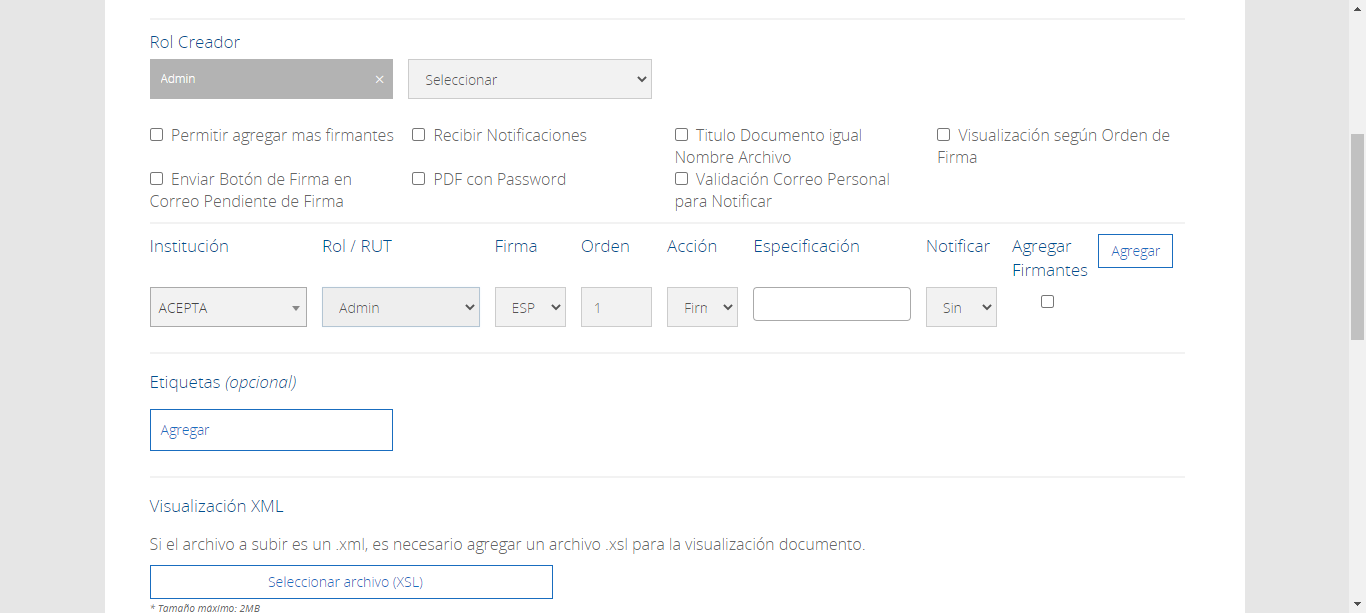 Rol Creador
Admin × Seleccionar
Permitir agregar mas firmantes Recibir Notificaciones Titulo Documento igual Nombre Archivo Visualización según Orden de Firma
Enviar Botón de Firma en Correo Pendiente de Firma PDF con Password Validación Correo Personal para Notificar
Institución Rol / RUT Firma Orden Acción Especificación Notificar Agregar Firmantes Agregar
ACEPTA Admin ESP 1 Firn Sin
Etiquetas (opcional)
Agregar
Visualización XML
Si el archivo a subir es un .xml, es necesario agregar un archivo .xsl para la visualización documento.
Seleccionar archivo (XSL)
* Tamaño máximo: 2MB